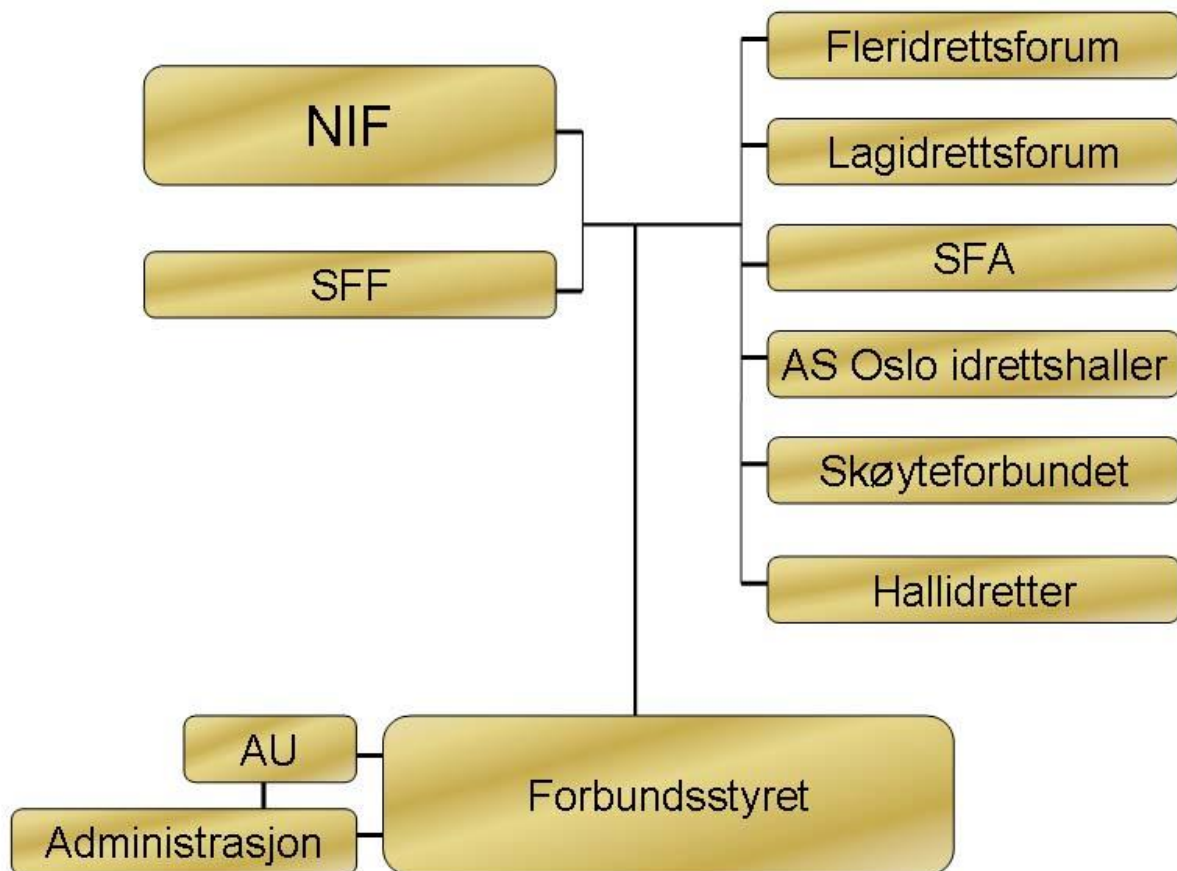 NIF
SFF
Fleridrettsforum
Lagidrettsforum
SFA
AS Oslo idrettshaller
Skøyteforbundet
Hallidretter
AU
Administrasjon
Forbundsstyret